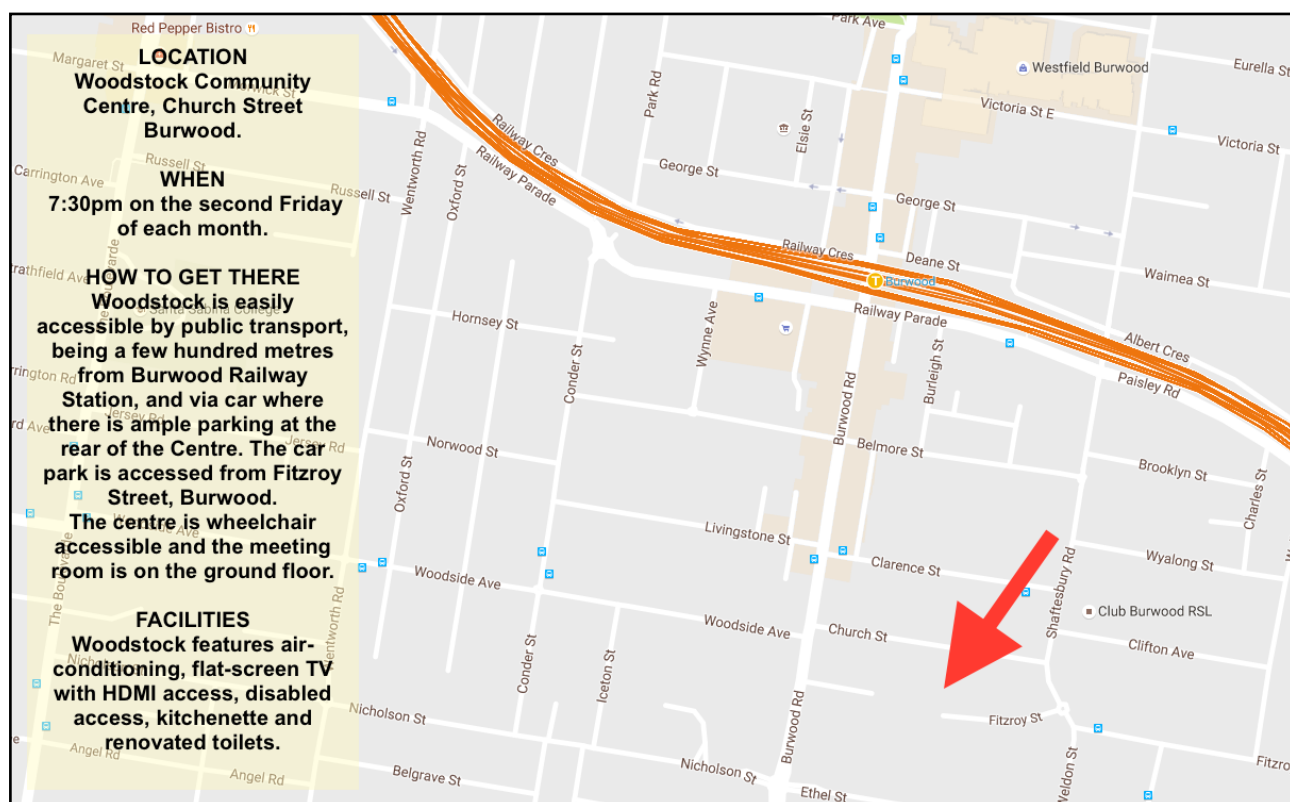 LOCATION
Woodstock Community
Centre, Church Street
Burwood.
WHEN
7:30pm on the second Friday
of each month.
HOW TO GET THERE
Woodstock is easily
accessible by public transport,
being a few hundred metres
from Burwood Railway
Station, and via car where
there is ample parking at the
rear of the Centre. The car
park is accessed from Fitzroy
Street, Burwood.
The centre is wheelchair
accessible and the meeting
room is on the ground floor.
FACILITIES
Woodstock features air-
conditioning, flat-screen TV
with HDMI access, disabled
access, kitchenette and
renovated toilets.
Red Pepper Bistro
Margaret St
Russell St
Carrington Ave
Russell St
Wentworth Rd
Oxford St
Railway Cres
Railway Parade
Park Rd
Elsie St
George St
Park Ave
Westfield Burwood
Eurella St
Victoria St E
Victoria St
George St
Railway Cres
Deane St
Waimea St
T
Burwood
Railway Parade
Albert Cres
Paisley Rd
Santa Sabina College
Hornsey St
Conder St
Wynne Ave
Burwood Rd
Burleigh St
Jersey Rd
Jersey Rd
Norwood St
Belmore St
Brooklyn St
Charles St
Oxford St
Livingstone St
Clarence St
Shaftesbury Rd
Wyalong St
Woodside Ave
Woodside Ave
Woodside Ave
Church St
Club Burwood RSL
Clifton Ave
The Boulevarde
Conder St
Iceton St
Burwood Rd
Fitzroy St
Weldon St
Nicholson St
Nicholson St
Angel Rd
Angel Rd
Belgrave St
Ethel St